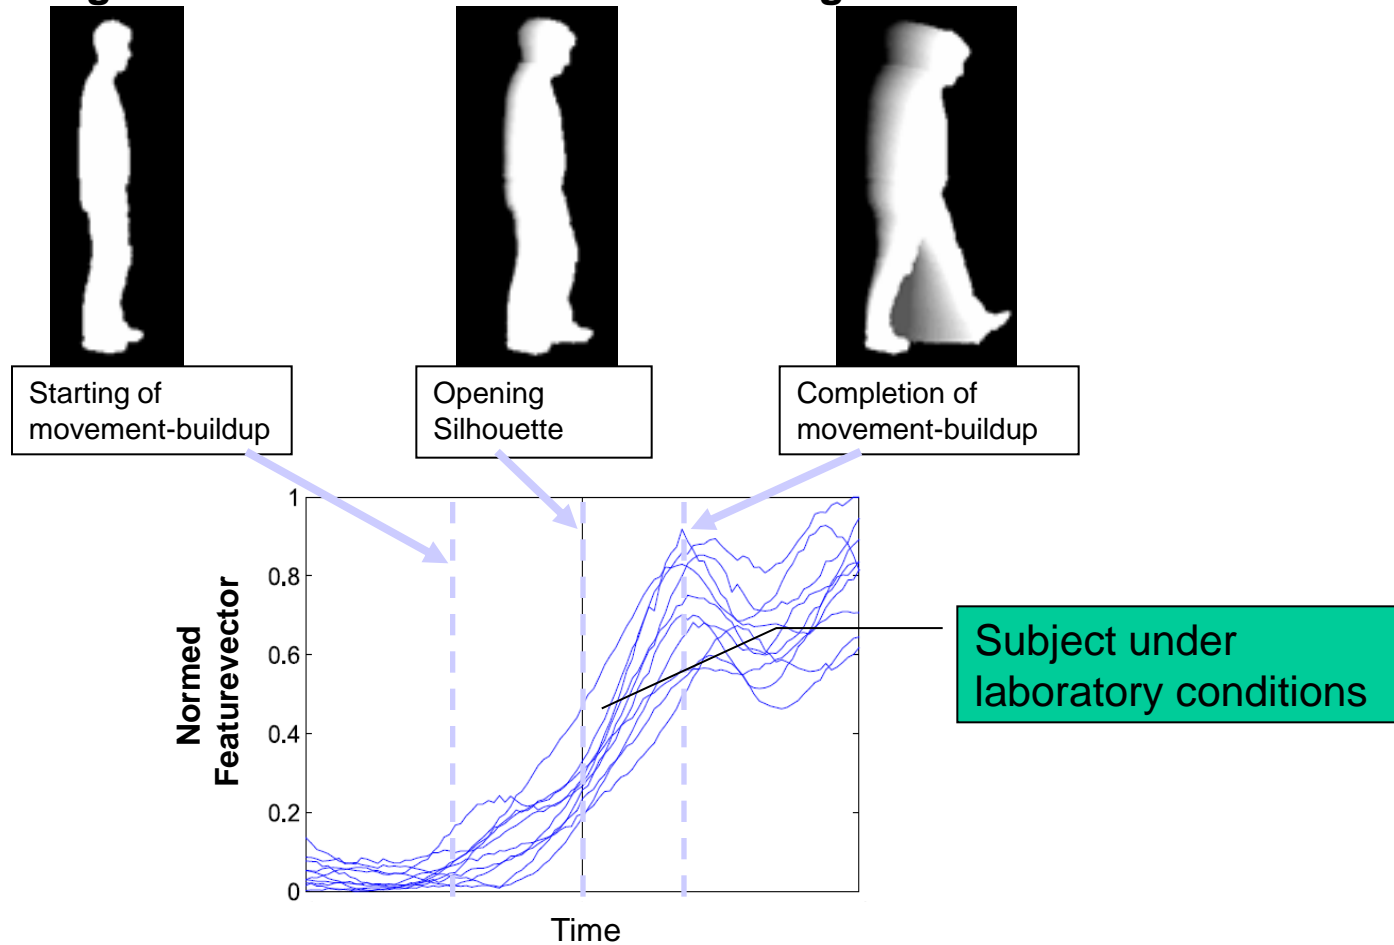 Starting of
movement-buildup
Opening
Silhouette
Completion of
movement-buildup
1
0.8
0.6
0.4
0.2
0
Normed
Featurevector
Time
Subject under
laboratory conditions